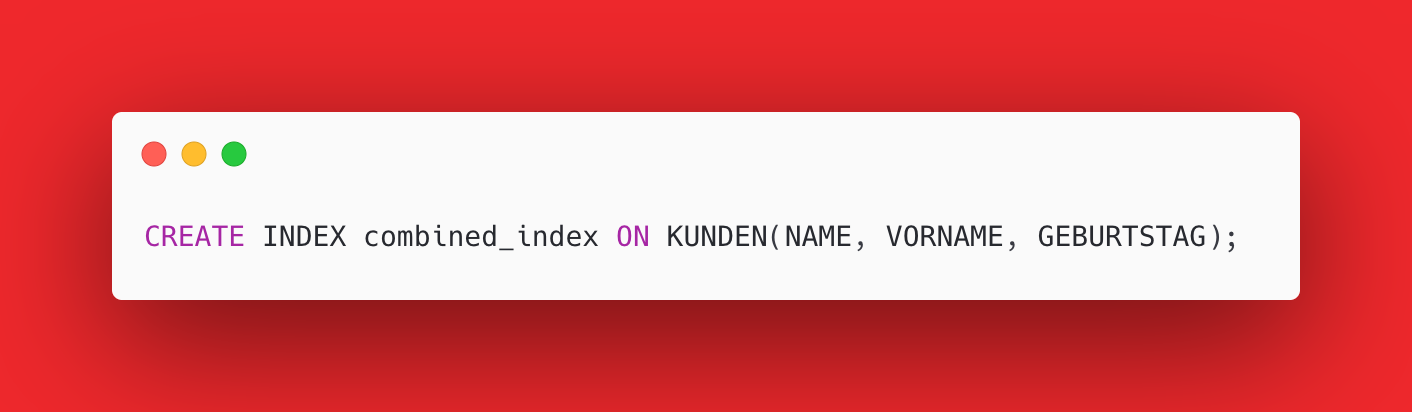 CREATE INDEX combined_index ON KUNDEN(NAME, VORNAME, GEBURTSTAG);